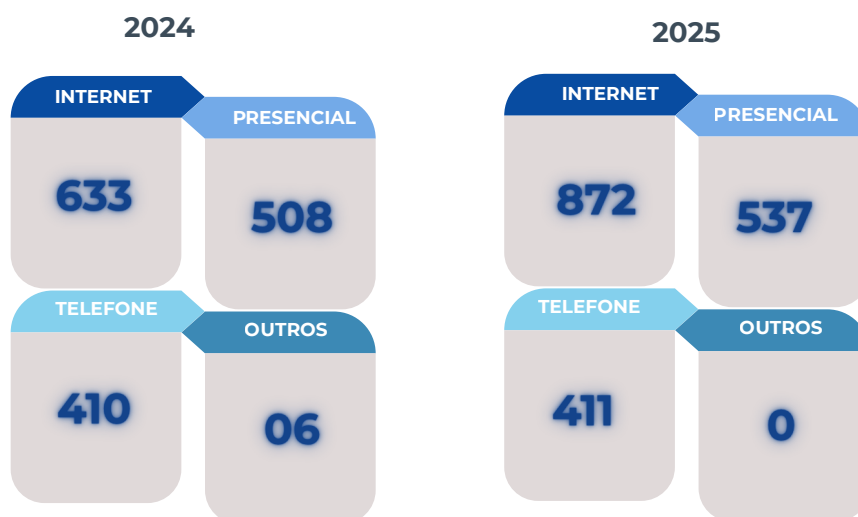 2024
INTERNET
PRESENCIAL
633
508
TELEFONE
OUTROS
410
06
2025
INTERNET
PRESENCIAL
872
537
TELEFONE
OUTROS
411
0